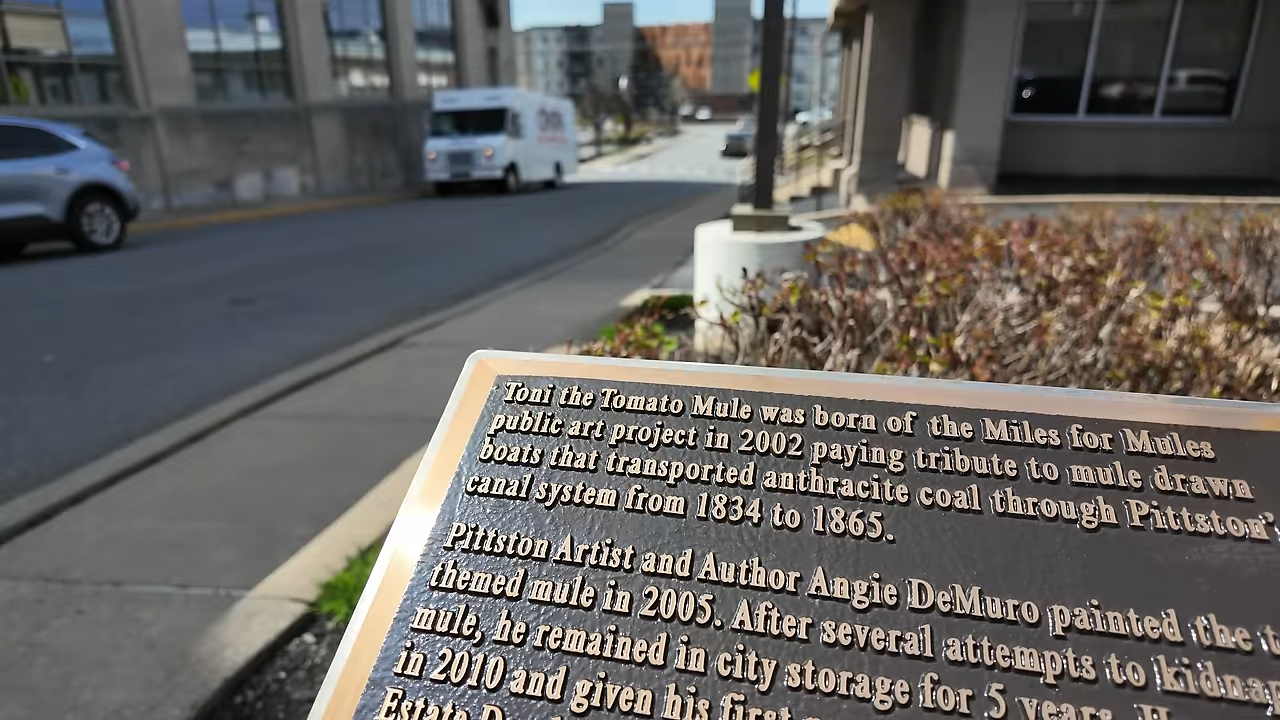 Toni the Tomato Mule was born of the Miles for Mules
public art project in 2002 paying tribute to mule drawn
boats that transported anthracite coal through Pittston'
canal system from 1834 to 1865.
Pittston Artist and Author Angie DeMuro painted the t
themed mule in 2005. After several attempts to kidnap
mule, he remained in city storage for 5 years. H
in 2010 and given his first
Estate